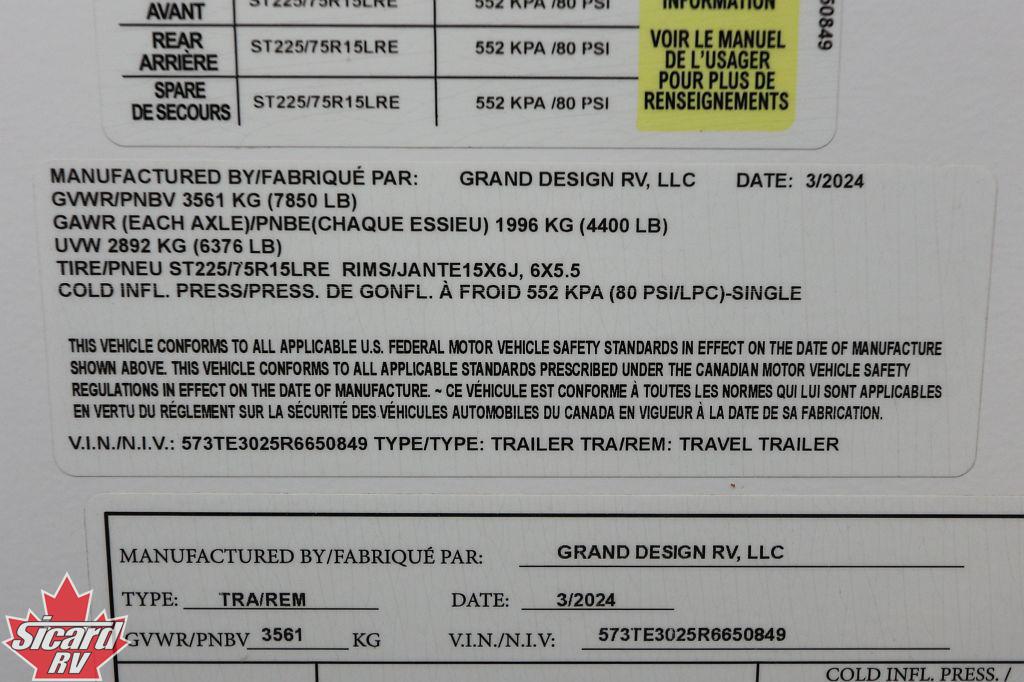 AVANT ST225/75R15LRE 552 KPA /80 PSI INFORMATION
REAR ST225/75R15LRE 552 KPA /80 PSI VOIR LE MANUEL
ARRIÈRE DE L'USAGER
SPARE ST225/75R15LRE 552 KPA /80 PSI POUR PLUS DE
DE SECOURS RENSEIGNEMENTS
50849
MANUFACTURED BY/FABRIQUÉ PAR: GRAND DESIGN RV, LLC DATE: 3/2024
GVWR/PNBV 3561 KG (7850 LB)
GAWR (EACH AXLE)/PNBE(CHAQUE ESSIEU) 1996 KG (4400 LB)
UVW 2892 KG (6376 LB)
TIRE/PNEU ST225/75R15LRE RIMS/JANTE15X6J, 6X5.5
COLD INFL. PRESS/PRESS. DE GONFL. À FROID 552 KPA (80 PSI/LPC)-SINGLE
THIS VEHICLE CONFORMS TO ALL APPLICABLE U.S. FEDERAL MOTOR VEHICLE SAFETY STANDARDS IN EFFECT ON THE DATE OF MANUFACTURE
SHOWN ABOVE. THIS VEHICLE CONFORMS TO ALL APPLICABLE STANDARDS PRESCRIBED UNDER THE CANADIAN MOTOR VEHICLE SAFETY
REGULATIONS IN EFFECT ON THE DATE OF MANUFACTURE. ~ CE VÉHICULE EST CONFORME À TOUTES LES NORMES QUI LUI SONT APPLICABLES
EN VERTU DU RÉGLEMENT SUR LA SÉCURITÉ DES VÉHICULES AUTOMOBILES DU CANADA EN VIGUEUR À LA DATE DE SA FABRICATION.
V.I.N./N.I.V.: 573TE3025R6650849 TYPE/TYPE: TRAILER TRA/REM: TRAVEL TRAILER
MANUFACTURED BY/FABRIQUÉ PAR: GRAND DESIGN RV, LLC
TYPE: TRA/REM DATE: 3/2024
GVWR/PNBV 3561 KG V.I.N./N.I.V: 573TE3025R6650849
COLD INFL. PRESS. /
Sicard
RV